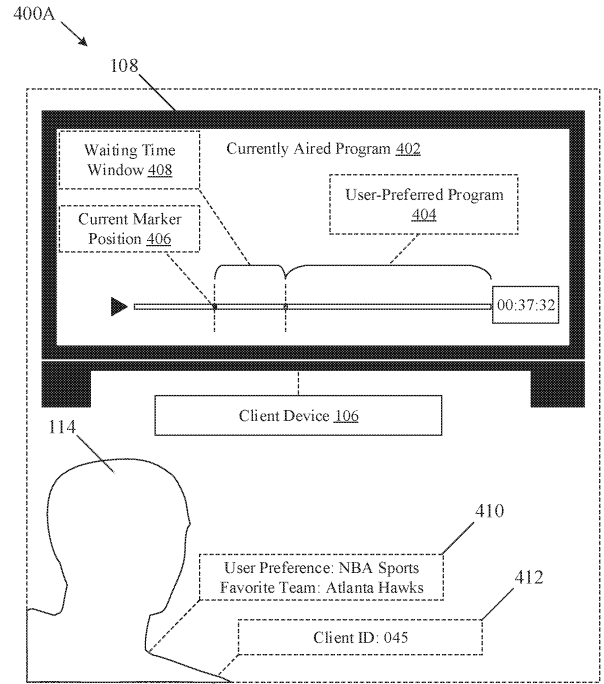 400A
108
Waiting Time
Window 408
Currently Aired Program 402
User-Preferred Program
404
Current Marker
Position 406
00:37:32
Client Device 106
114
410
User Preference: NBA Sports
Favorite Team: Atlanta Hawks
412
Client ID: 045